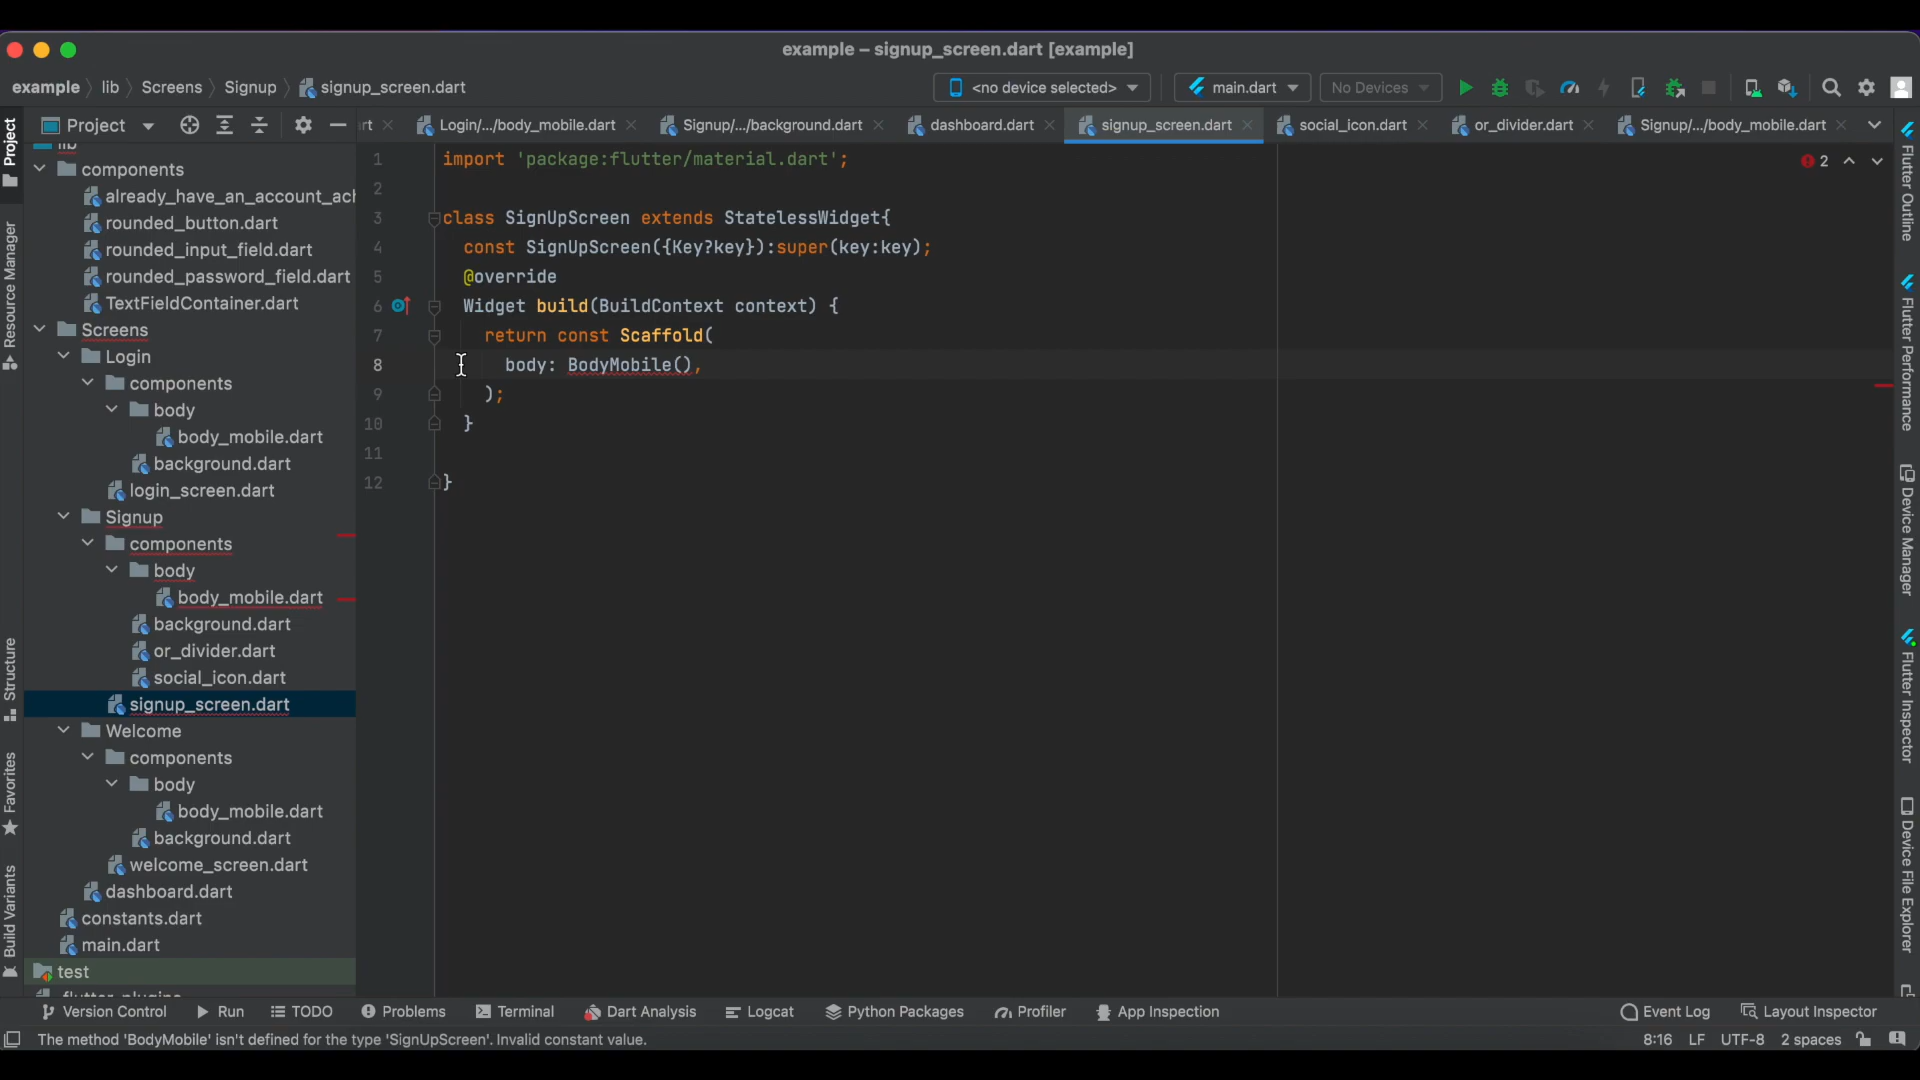 example – signup_screen.dart [example]
example lib Screens Signup signup_screen.dart
<no device selected> main.dart No Devices
Project
rt Login/.../body_mobile.dart Signup/.../background.dart dashboard.dart signup_screen.dart social_icon.dart or_divider.dart Signup/.../body_mobile.dart
lib
components
already_have_an_account_ach
rounded_button.dart
rounded_input_field.dart
rounded_password_field.dart
TextFieldContainer.dart
Screens
Login
components
body
body_mobile.dart
background.dart
login_screen.dart
Signup
components
body
body_mobile.dart
background.dart
or_divider.dart
social_icon.dart
signup_screen.dart
Welcome
components
body
body_mobile.dart
background.dart
welcome_screen.dart
dashboard.dart
constants.dart
main.dart
test
1 import 'package:flutter/material.dart';
2
3 class SignUpScreen extends StatelessWidget{
4 const SignUpScreen({Key?key}):super(key:key);
5 @override
6 Widget build(BuildContext context) {
7 return const Scaffold(
8 body: BodyMobile(),
9 );
10 }
11
12 }
2
Project
Resource Manager
Structure
Favorites
Build Variants
Flutter Outline
Flutter Performance
Device Manager
Flutter Inspector
Device File Explorer
Version Control Run TODO Problems Terminal Dart Analysis Logcat Python Packages Profiler App Inspection Event Log Layout Inspector
The method 'BodyMobile' isn't defined for the type 'SignUpScreen'. Invalid constant value. 8:16 LF UTF-8 2 spaces